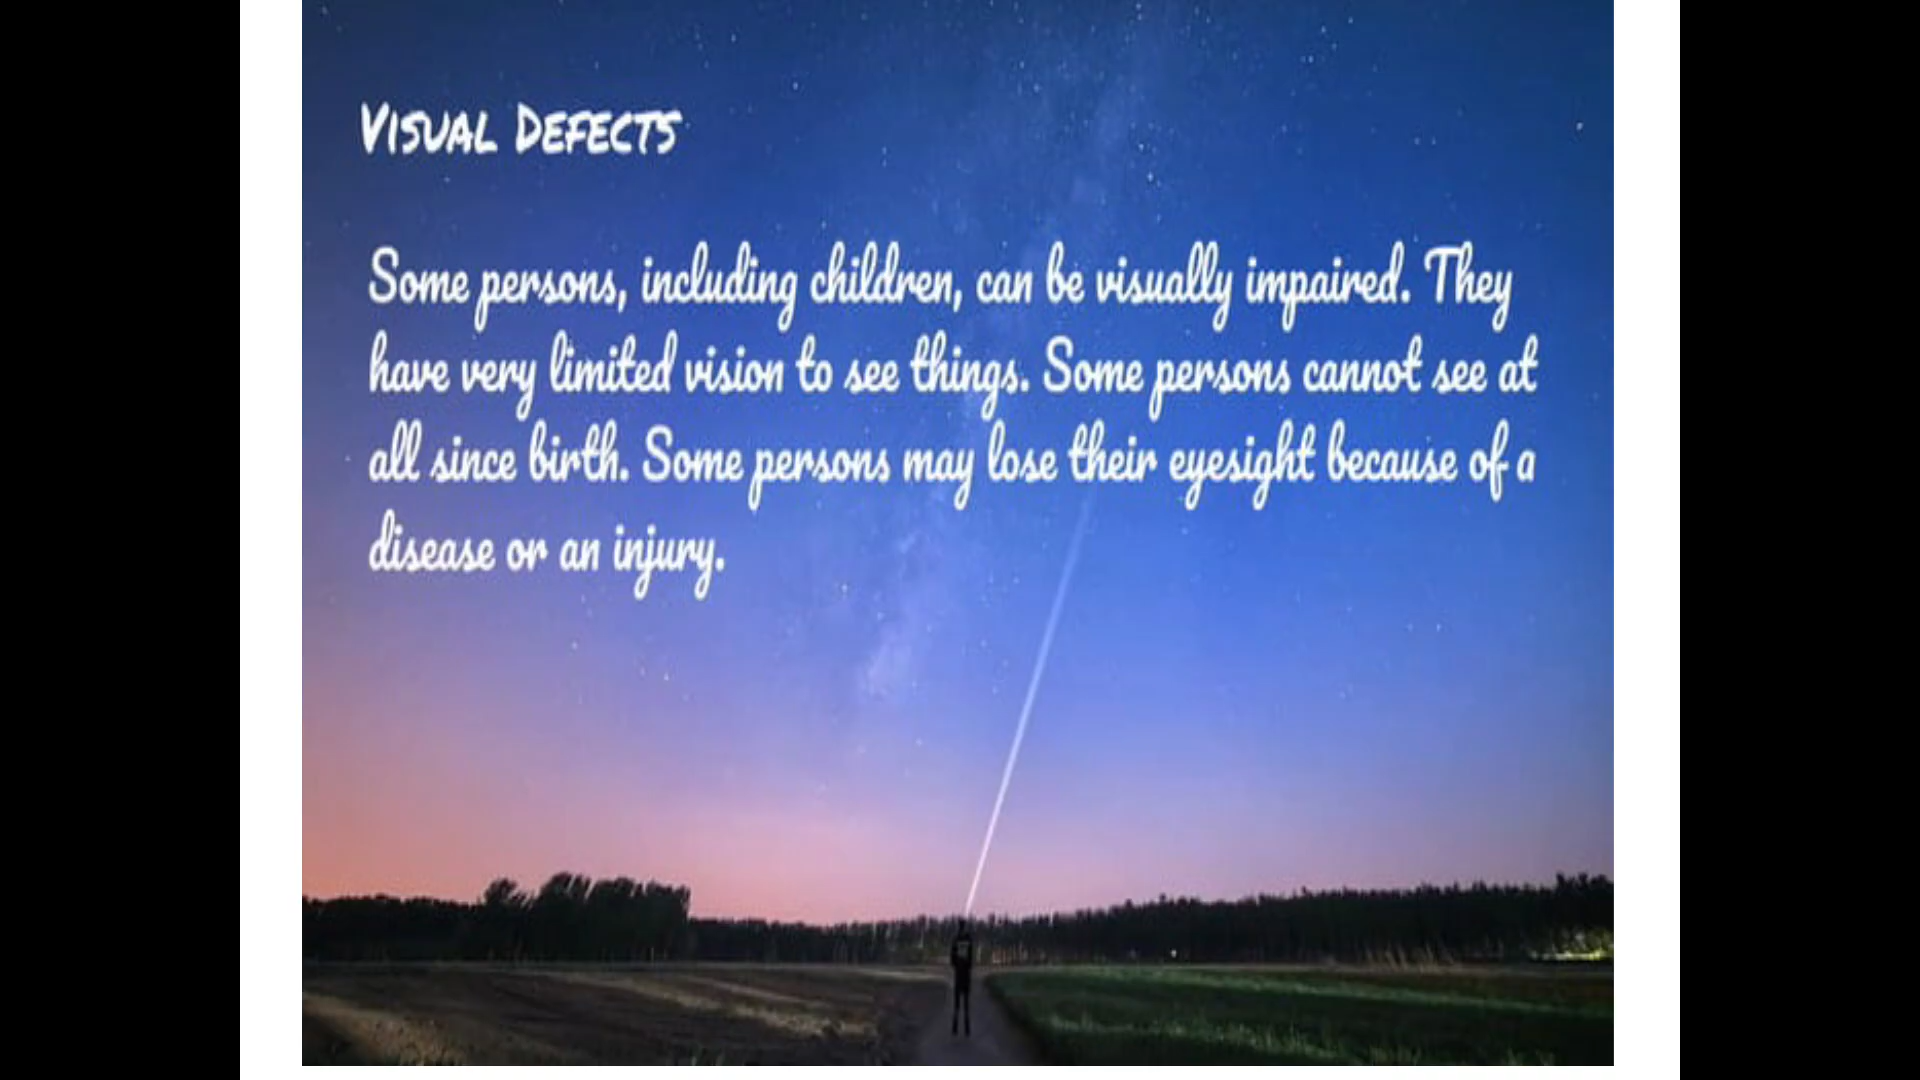 VISUAL DEFECTS
Some persons, including children, can be visually impaired. They
have very limited vision to see things. Some persons cannot see at
all since birth. Some persons may lose their eyesight because of a
disease or an injury.